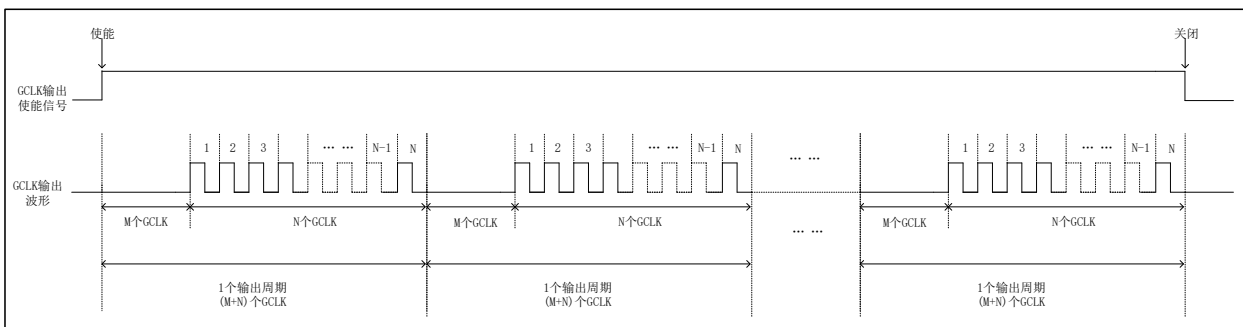 使能
关闭
GCLK输出
使能信号
1 2 3 … … N-1 N
1 2 3 … … N-1 N
… …
1 2 3 … … N-1 N
GCLK输出
波形
M个GCLK
N个GCLK
M个GCLK
N个GCLK
… …
M个GCLK
N个GCLK
1个输出周期
(M+N)个GCLK
1个输出周期
(M+N)个GCLK
1个输出周期
(M+N)个GCLK